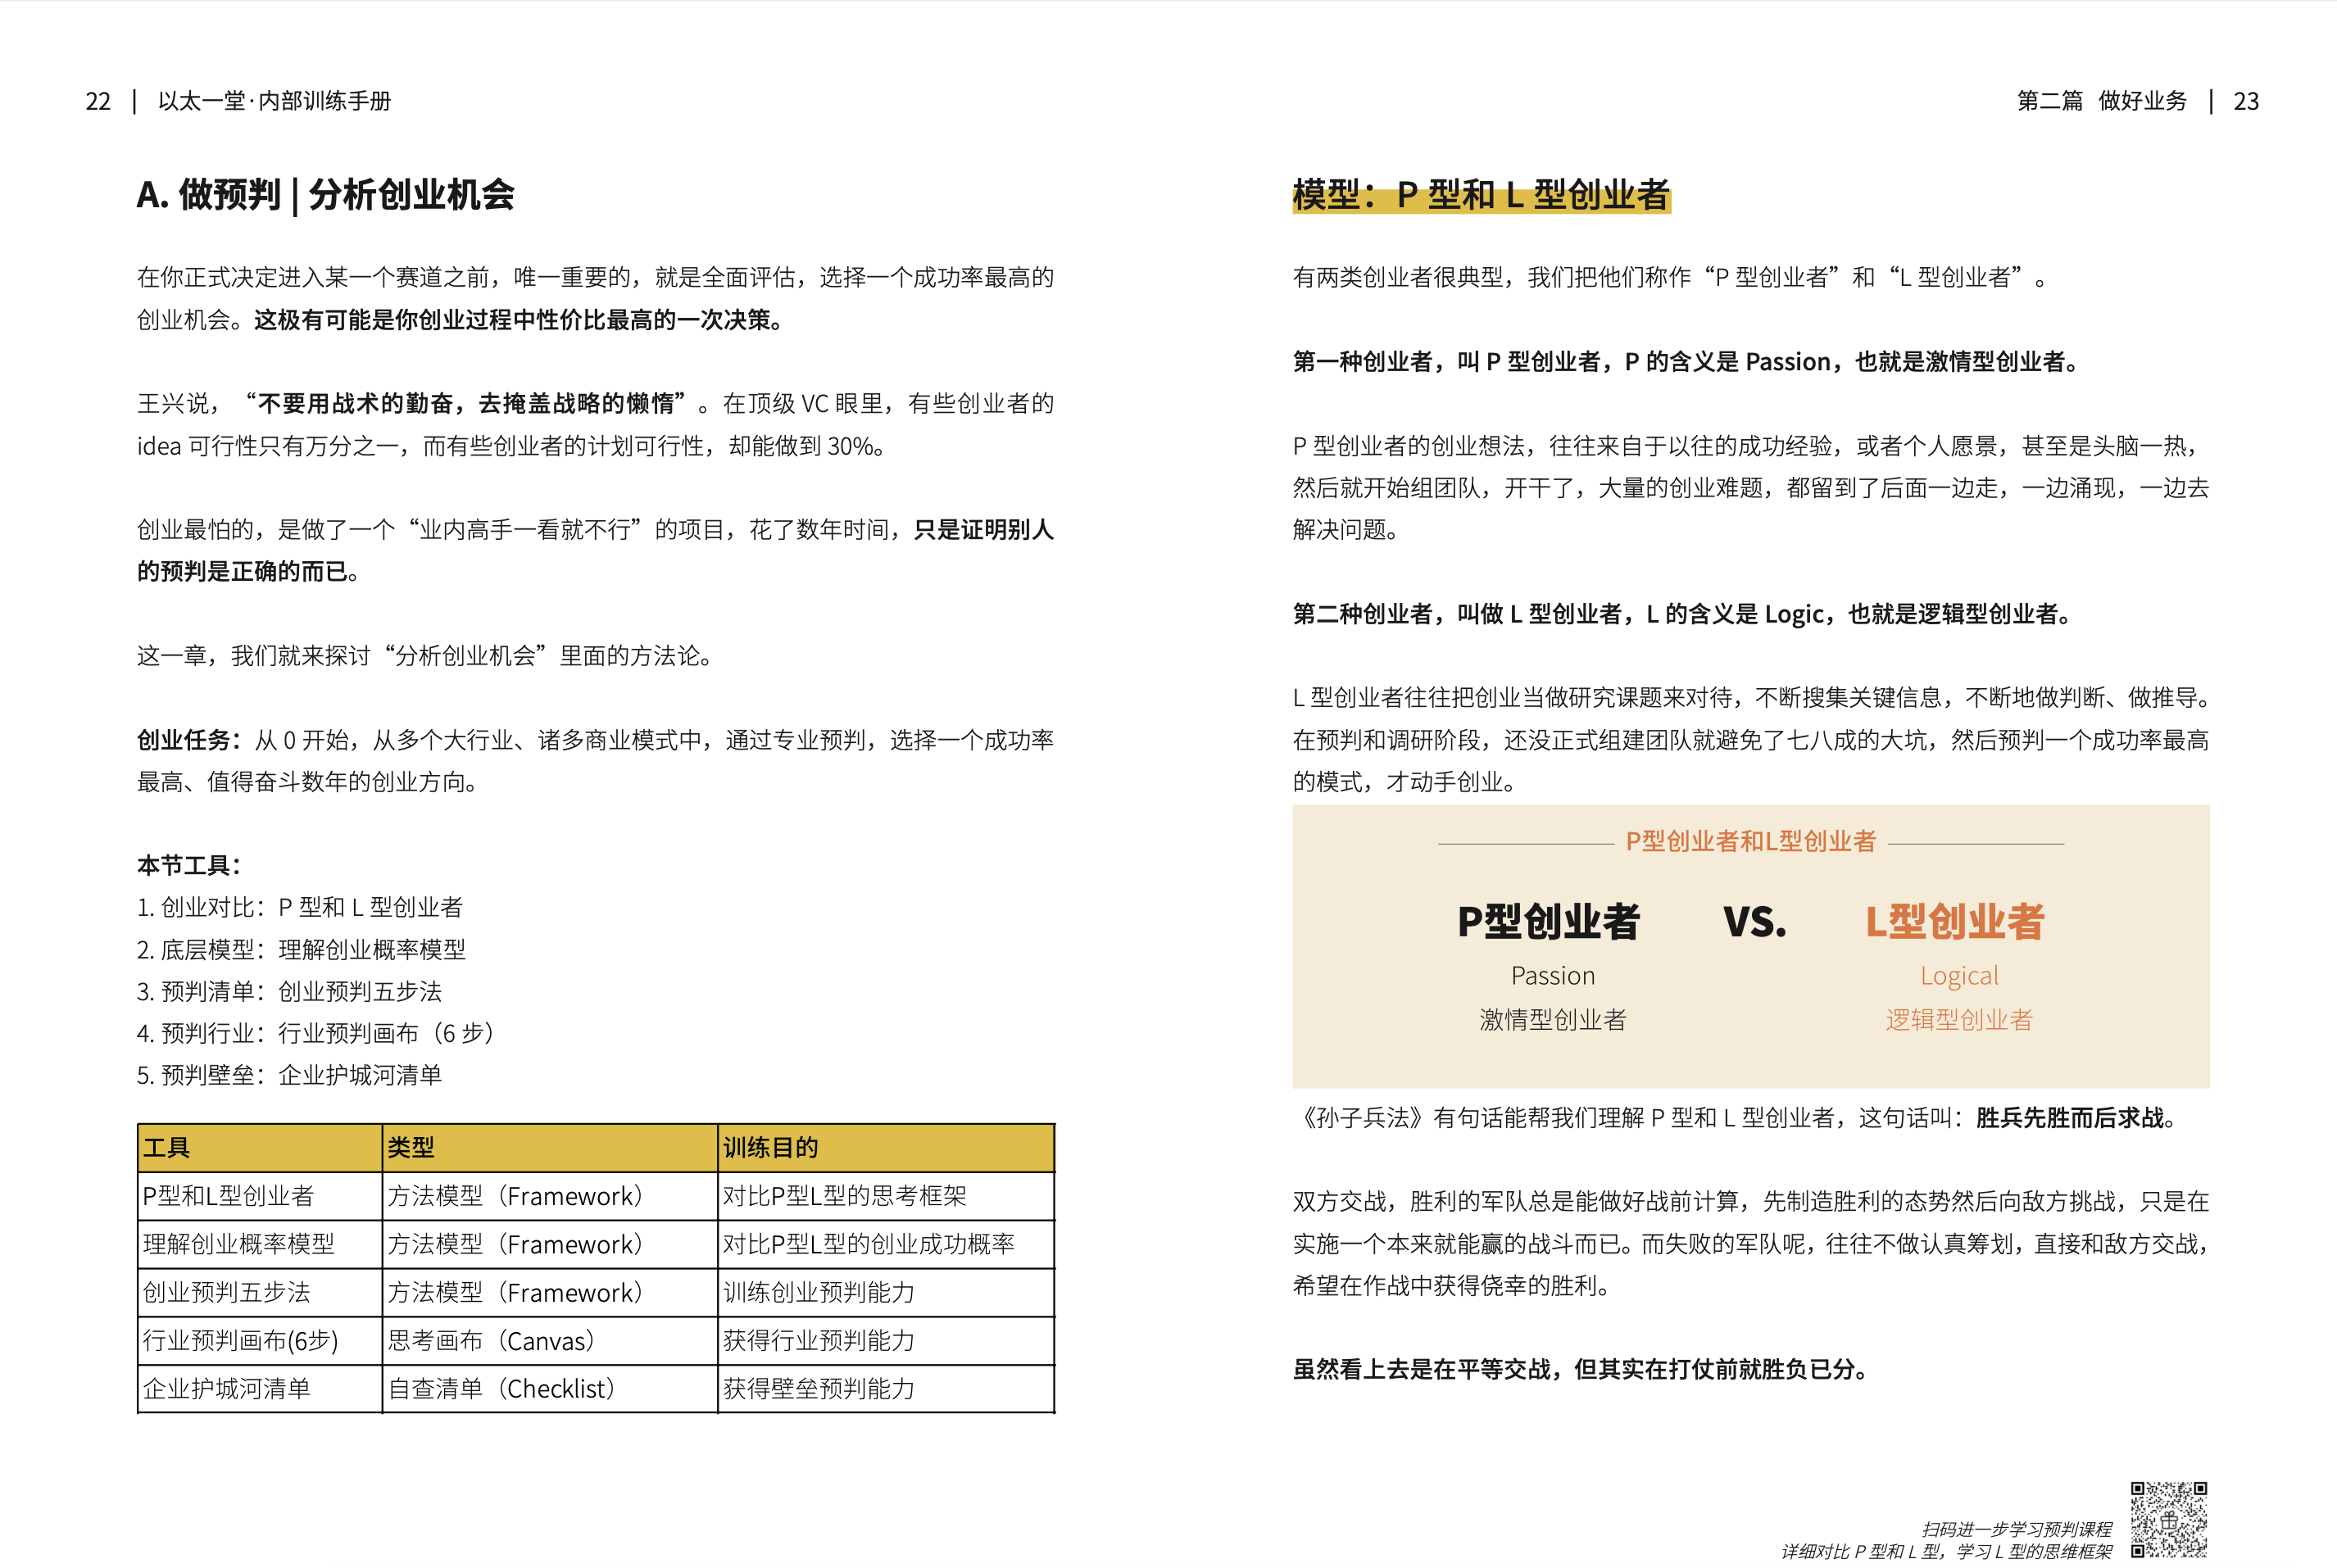 22 | 以太一堂·内部训练手册
A. 做预判 | 分析创业机会
在你正式决定进入某一个赛道之前，唯一重要的，就是全面评估，选择一个成功率最高的
创业机会。这极有可能是你创业过程中性价比最高的一次决策。
王兴说，“不要用战术的勤奋，去掩盖战略的懒惰”。在顶级 VC 眼里，有些创业者的
idea 可行性只有万分之一，而有些创业者的计划可行性，却能做到 30%。
创业最怕的，是做了一个“业内高手一看就不行”的项目，花了数年时间，只是证明别人
的预判是正确的而已。
这一章，我们就来探讨“分析创业机会”里面的方法论。
创业任务：从 0 开始，从多个大行业、诸多商业模式中，通过专业预判，选择一个成功率
最高、值得奋斗数年的创业方向。
本节工具：
1. 创业对比：P 型和 L 型创业者
2. 底层模型：理解创业概率模型
3. 预判清单：创业预判五步法
4. 预判行业：行业预判画布（6 步）
5. 预判壁垒：企业护城河清单
工具 类型 训练目的
P型和L型创业者 方法模型（Framework） 对比P型L型的思考框架
理解创业概率模型 方法模型（Framework） 对比P型L型的创业成功概率
创业预判五步法 方法模型（Framework） 训练创业预判能力
行业预判画布(6步) 思考画布（Canvas） 获得行业预判能力
企业护城河清单 自查清单（Checklist） 获得壁垒预判能力
第二篇 做好业务 | 23
模型：P 型和 L 型创业者
有两类创业者很典型，我们把他们称作“P 型创业者”和“L 型创业者”。
第一种创业者，叫 P 型创业者，P 的含义是 Passion，也就是激情型创业者。
P 型创业者的创业想法，往往来自于以往的成功经验，或者个人愿景，甚至是头脑一热，
然后就开始组团队，开干了，大量的创业难题，都留到了后面一边走，一边涌现，一边去
解决问题。
第二种创业者，叫做 L 型创业者，L 的含义是 Logic，也就是逻辑型创业者。
L 型创业者往往把创业当做研究课题来对待，不断搜集关键信息，不断地做判断、做推导。
在预判和调研阶段，还没正式组建团队就避免了七八成的大坑，然后预判一个成功率最高
的模式，才动手创业。
P型创业者和L型创业者
P型创业者 VS. L型创业者
Passion Logical
激情型创业者 逻辑型创业者
《孙子兵法》有句话能帮我们理解 P 型和 L 型创业者，这句话叫：胜兵先胜而后求战。
双方交战，胜利的军队总是能做好战前计算，先制造胜利的态势然后向敌方挑战，只是在
实施一个本来就能赢的战斗而已。而失败的军队呢，往往不做认真筹划，直接和敌方交战，
希望在作战中获得侥幸的胜利。
虽然看上去是在平等交战，但其实在打仗前就胜负已分。
扫码进一步学习预判课程
详细对比 P 型和 L 型，学习 L 型的思维框架